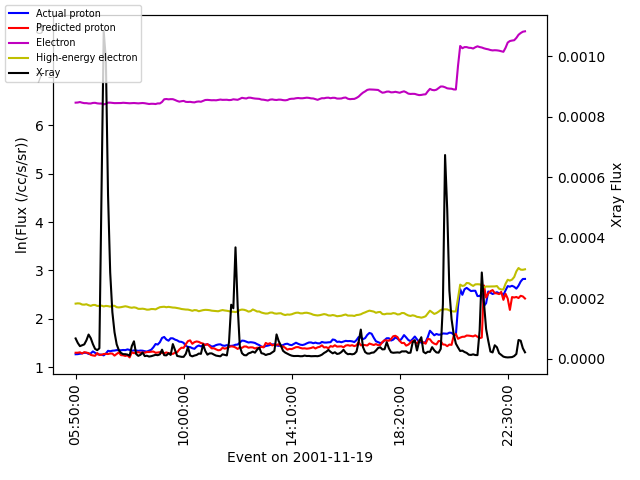 Actual proton
Predicted proton
Electron
High-energy electron
X-ray
6
5
4
3
2
1
ln(Flux (/cc/s/sr))
0.0010
0.0008
0.0006
0.0004
0.0002
0.0000
Xray Flux
05:50:00
10:00:00
14:10:00
18:20:00
22:30:00
Event on 2001-11-19